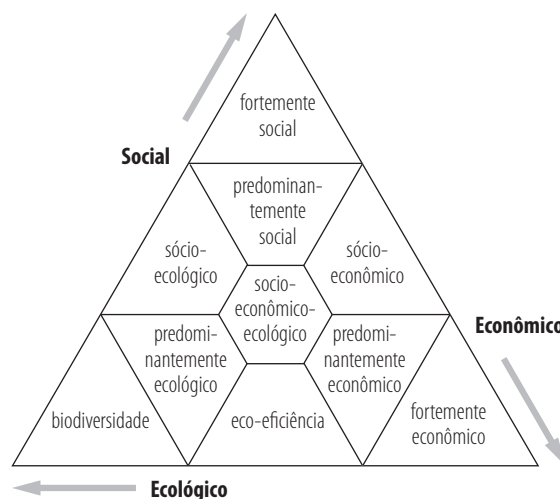 fortemente
social
Social
predominan-
temente
social
sócio-
ecológico
sócio-
econômico
socio-
econômico-
ecológico
Econômico
predomi-
nantemente
ecológico
predomi-
nantemente
econômico
biodiversidade
eco-eficiência
fortemente
econômico
Ecológico